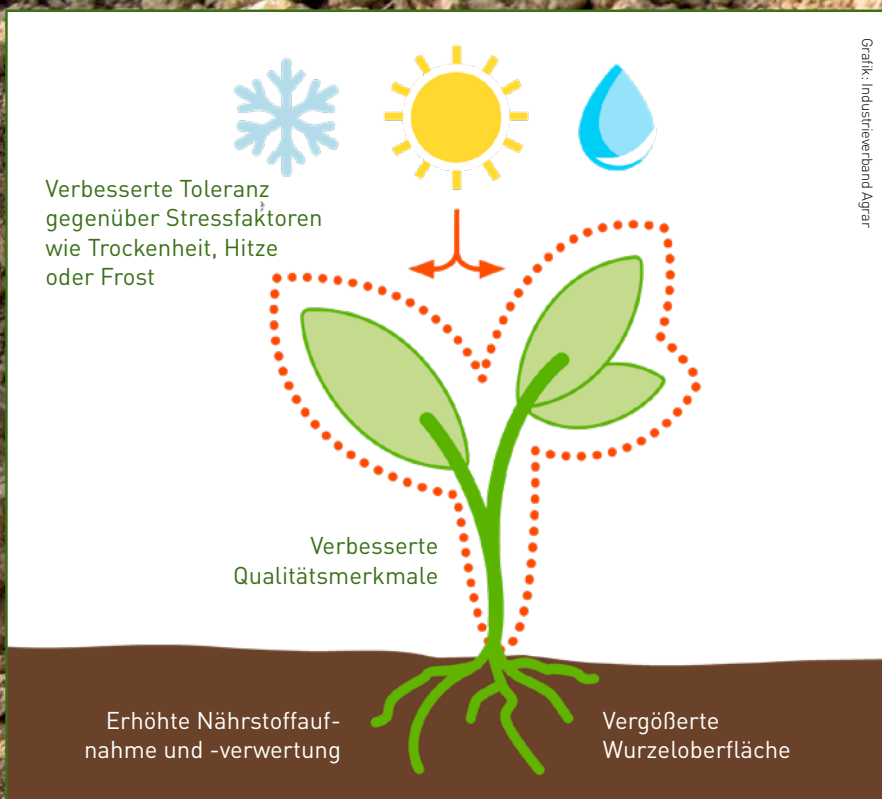 Grafik: Industrieverband Agrar
Verbesserte Toleranz
gegenüber Stressfaktoren
wie Trockenheit, Hitze
oder Frost
Verbesserte
Qualitätsmerkmale
Erhöhte Nährstoffauf-
nahme und -verwertung
Vergößerte
Wurzeloberfläche